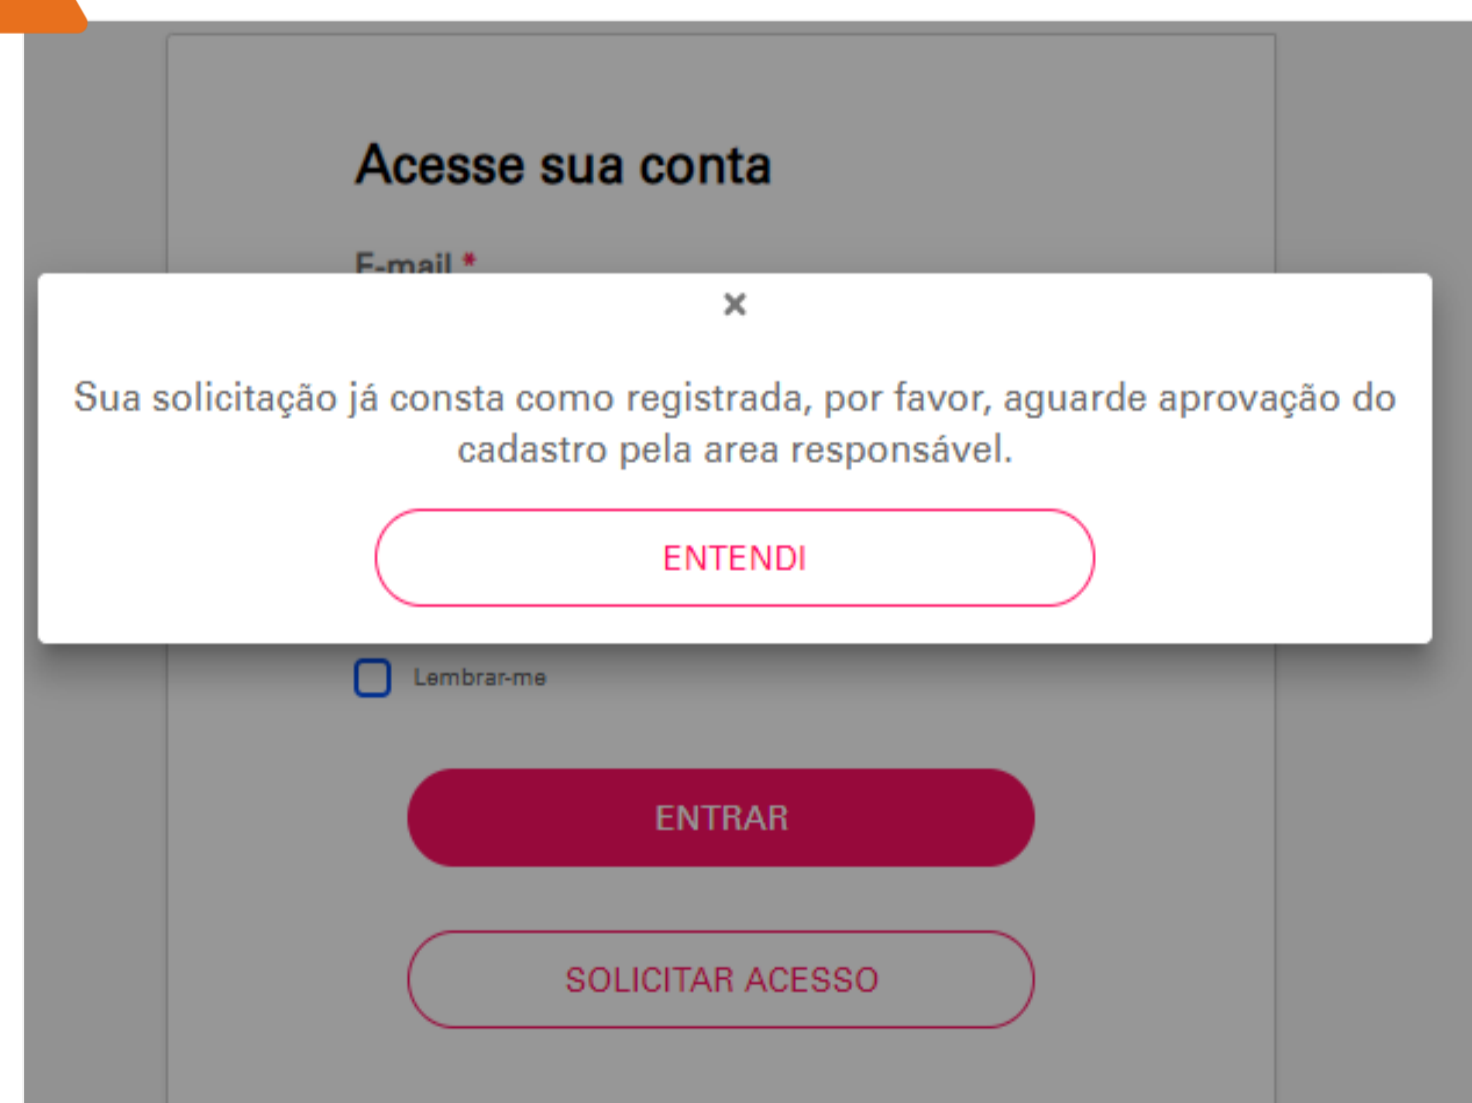 Acesse sua conta
E-mail *
×
Sua solicitação já consta como registrada, por favor, aguarde aprovação do
cadastro pela area responsável.
ENTENDI
Lembrar-me
ENTRAR
SOLICITAR ACESSO